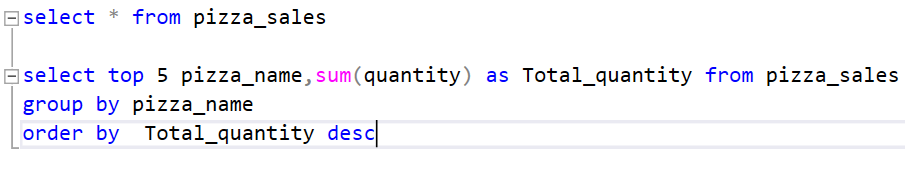 select * from pizza_sales
select top 5 pizza_name,sum(quantity) as Total_quantity from pizza_sales
group by pizza_name
order by  Total_quantity desc